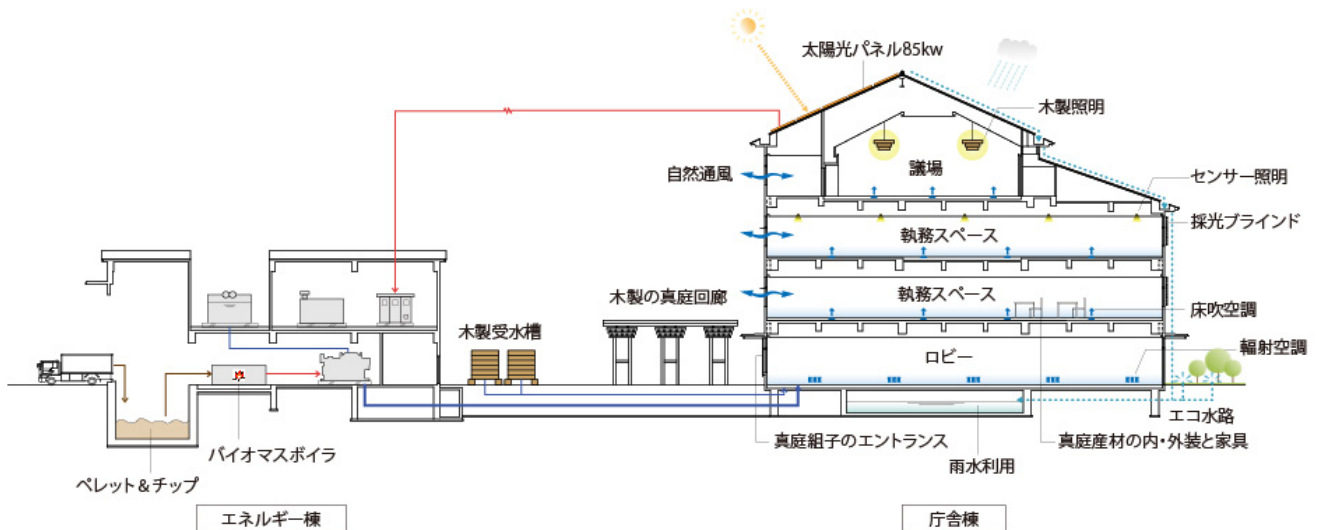 太陽光パネル85kw
木製照明
自然通風
議場
センサー照明
採光ブラインド
執務スペース
木製の真庭回廊
執務スペース
床吹空調
木製受水槽
ロビー
輻射空調
エコ水路
バイオマスボイラ
真庭組子のエントランス
真庭産材の内・外装と家具
ペレット&チップ
雨水利用
エネルギー棟
庁舎棟